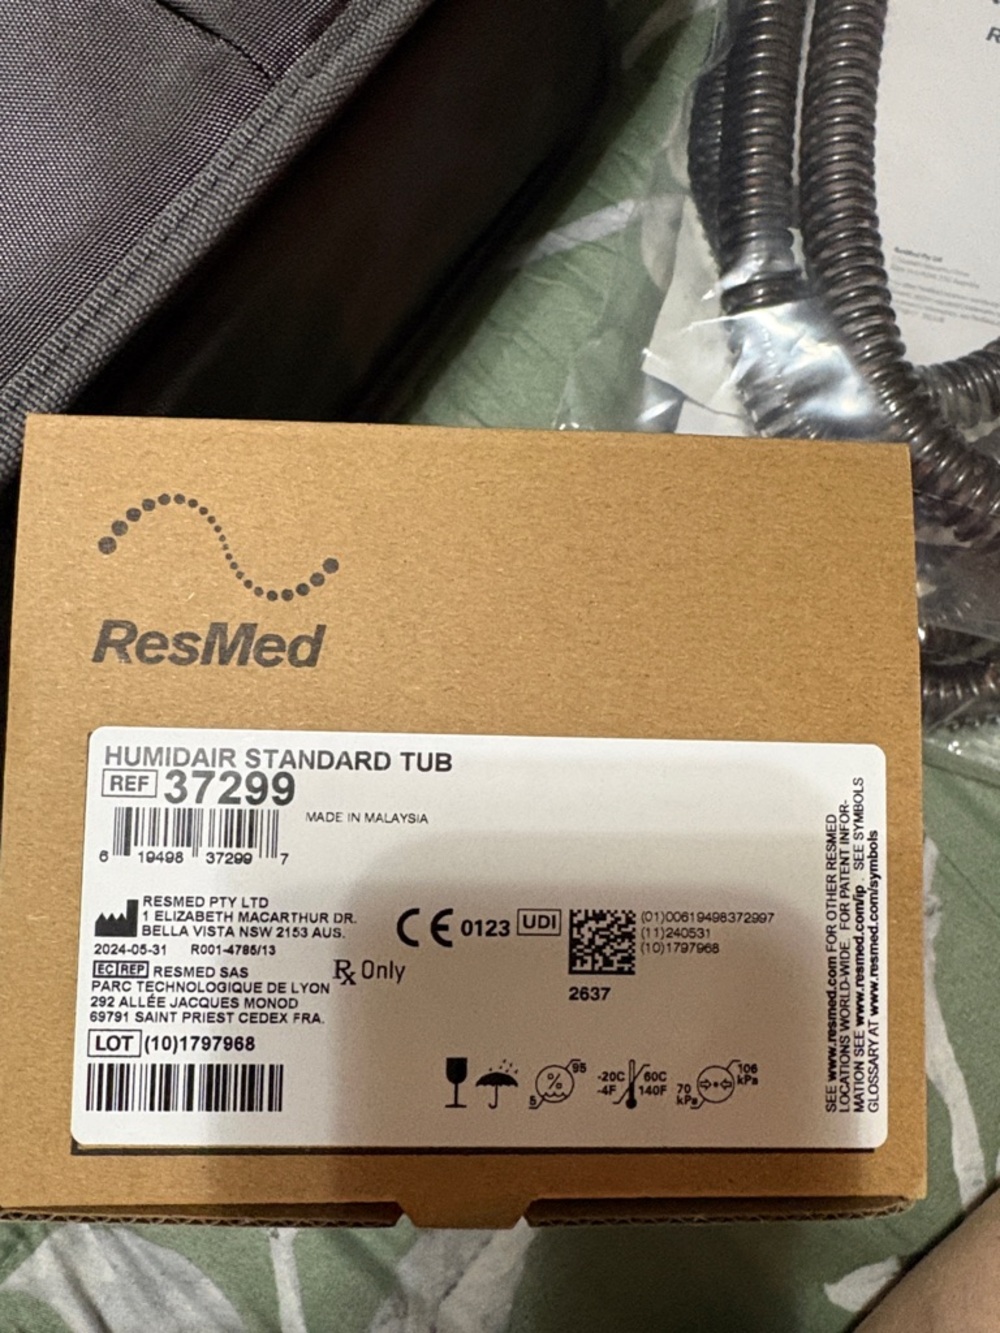 ResMed
HUMIDAIR STANDARD TUB
REF 37299
MADE IN MALAYSIA
6 19498 37299 7
RESMED PTY LTD
1 ELIZABETH MACARTHUR DR.
BELLA VISTA NSW 2153 AUS.
2024-05-31 R001-4785/13
EC REP RESMED SAS
PARC TECHNOLOGIQUE DE LYON
292 ALLÉE JACQUES MONOD
69791 SAINT PRIEST CEDEX FRA.
Rx Only
CE 0123 UDI
(01)00619498372997
(11)240531
(10)1797968
2637
LOT (10)1797968
95
%
5
-20C
-4F
60C
140F
70
kPa
106
kPa
SEE www.resmed.com FOR OTHER RESMED
LOCATIONS WORLD-WIDE. FOR PATENT INFOR-
MATION SEE www.resmed.com/ip . SEE SYMBOLS
GLOSSARY AT www.resmed.com/symbols